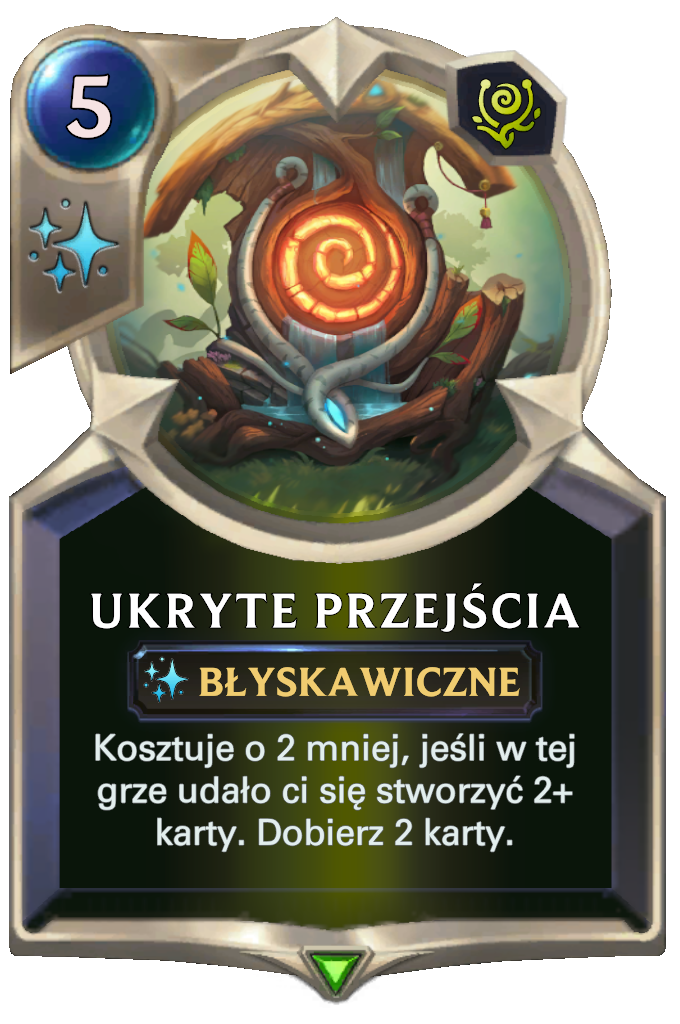 5
UKRYTE PRZEJŚCIA
BŁYSKAWICZNE
Kosztuje o 2 mniej, jeśli w tej
grze udało ci się stworzyć 2+
karty. Dobierz 2 karty.